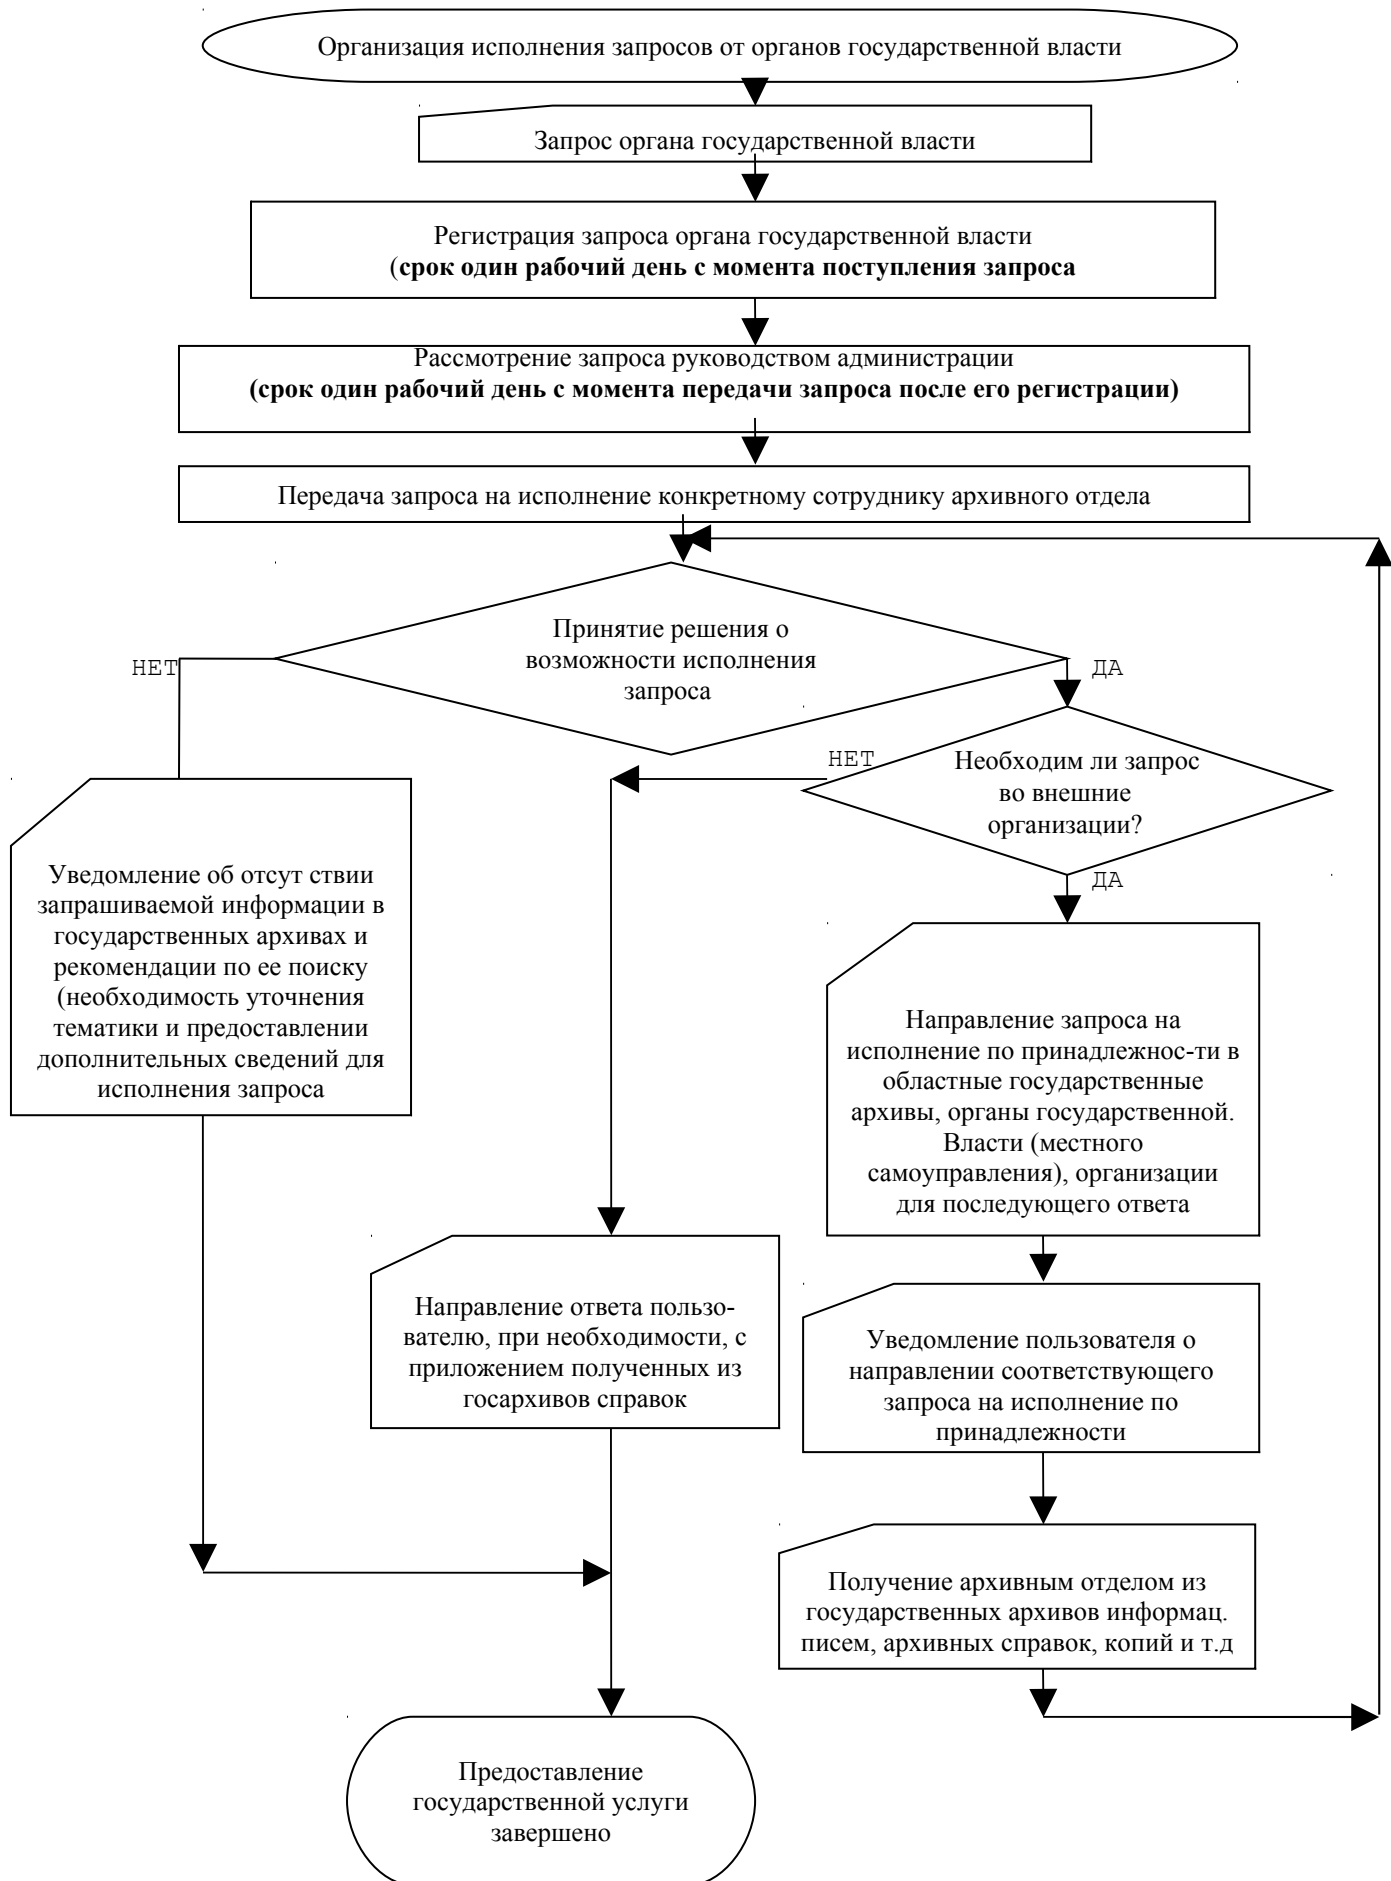 Организация исполнения запросов от органов государственной власти
Запрос органа государственной власти
Регистрация запроса органа государственной власти
(срок один рабочий день с момента поступления запроса
Рассмотрение запроса руководством администрации
(срок один рабочий день с момента передачи запроса после его регистрации)
Передача запроса на исполнение конкретному сотруднику архивного отдела
Принятие решения о
возможности исполнения
запроса
НЕТ
ДА
НЕТ
Необходим ли запрос
во внешние
организации?
ДА
Уведомление об отсут ствии
запрашиваемой информации в
государственных архивах и
рекомендации по ее поиску
(необходимость уточнения
тематики и предоставлении
дополнительных сведений для
исполнения запроса
Направление запроса на
исполнение по принадлежнос-ти в
областные государственные
архивы, органы государственной.
Власти (местного
самоуправления), организации
для последующего ответа
Направление ответа пользо-
вателю, при необходимости, с
приложением полученных из
госархивов справок
Уведомление пользователя о
направлении соответствующего
запроса на исполнение по
принадлежности
Получение архивным отделом из
государственных архивов информац.
писем, архивных справок, копий и т.д
Предоставление
государственной услуги
завершено